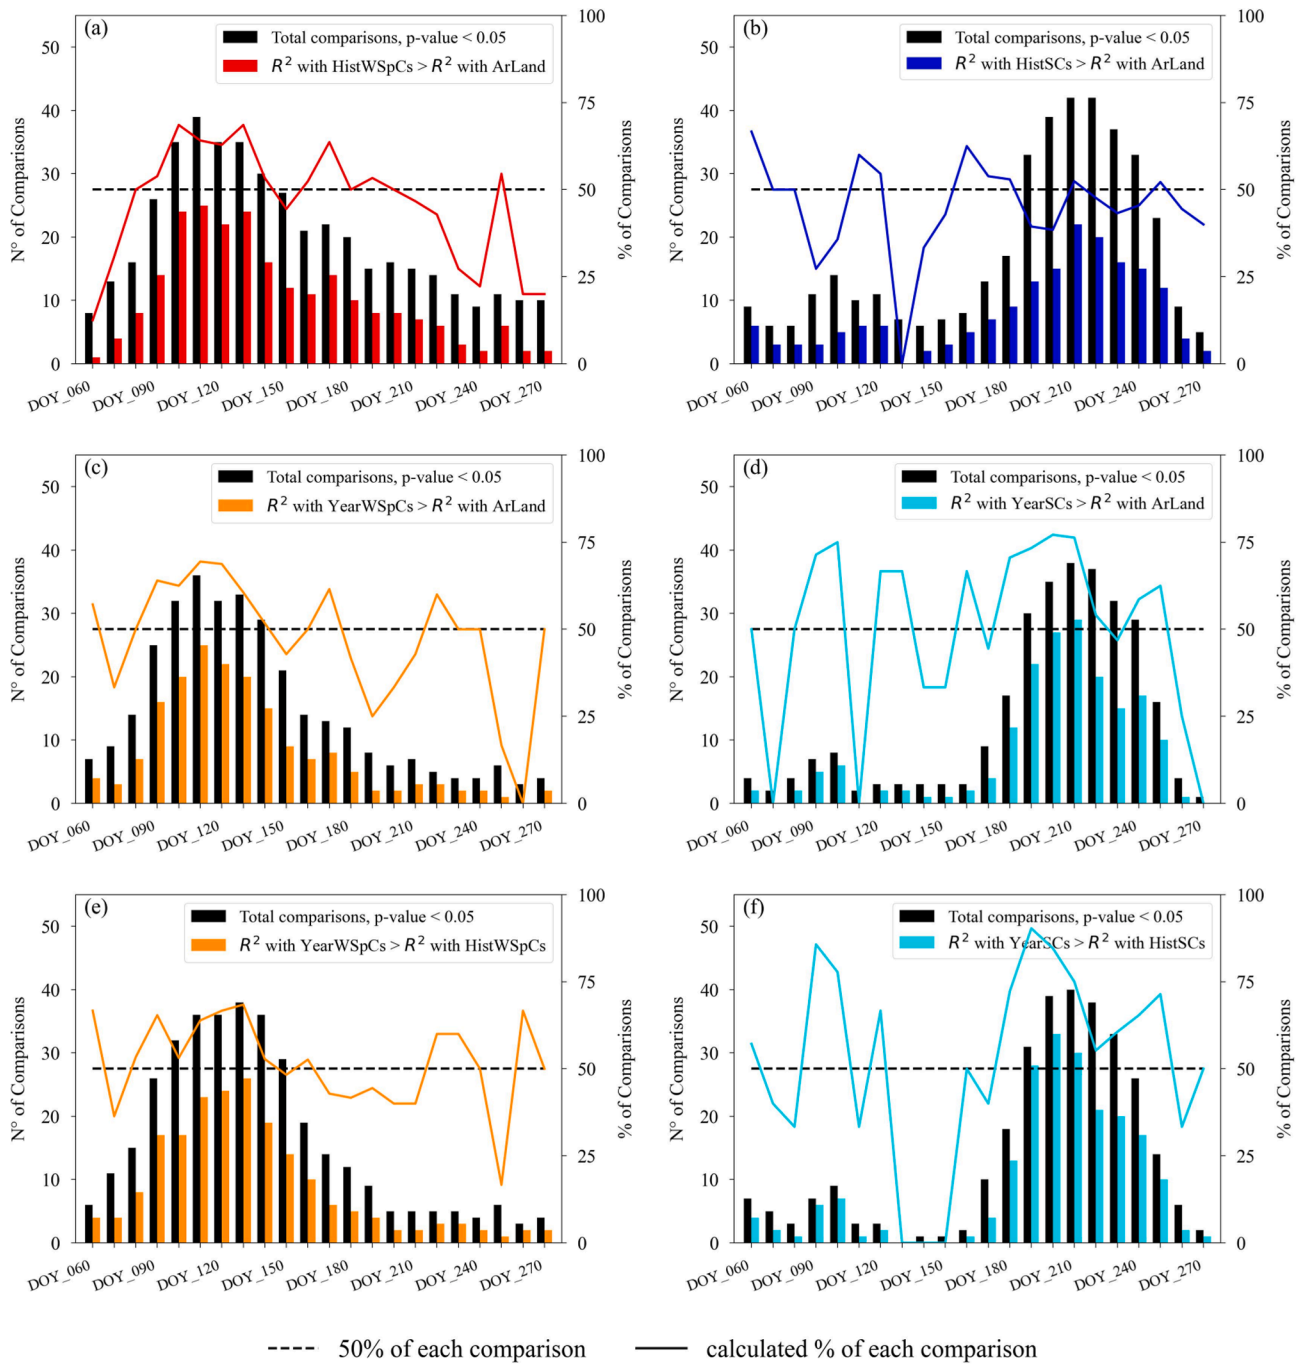 (a)
Total comparisons, p-value < 0.05
R² with HistWSpCs > R² with ArLand
N° of Comparisons
0
10
20
30
40
50
% of Comparisons
0
25
50
75
100
DOY_060
DOY_090
DOY_120
DOY_150
DOY_180
DOY_210
DOY_240
DOY_270
(b)
Total comparisons, p-value < 0.05
R² with HistSCs > R² with ArLand
N° of Comparisons
0
10
20
30
40
50
% of Comparisons
0
25
50
75
100
DOY_060
DOY_090
DOY_120
DOY_150
DOY_180
DOY_210
DOY_240
DOY_270
(c)
Total comparisons, p-value < 0.05
R² with YearWSpCs > R² with ArLand
N° of Comparisons
0
10
20
30
40
50
% of Comparisons
0
25
50
75
100
DOY_060
DOY_090
DOY_120
DOY_150
DOY_180
DOY_210
DOY_240
DOY_270
(d)
Total comparisons, p-value < 0.05
R² with YearSCs > R² with ArLand
N° of Comparisons
0
10
20
30
40
50
% of Comparisons
0
25
50
75
100
DOY_060
DOY_090
DOY_120
DOY_150
DOY_180
DOY_210
DOY_240
DOY_270
(e)
Total comparisons, p-value < 0.05
R² with YearWSpCs > R² with HistWSpCs
N° of Comparisons
0
10
20
30
40
50
% of Comparisons
0
25
50
75
100
DOY_060
DOY_090
DOY_120
DOY_150
DOY_180
DOY_210
DOY_240
DOY_270
(f)
Total comparisons, p-value < 0.05
R² with YearSCs > R² with HistSCs
N° of Comparisons
0
10
20
30
40
50
% of Comparisons
0
25
50
75
100
DOY_060
DOY_090
DOY_120
DOY_150
DOY_180
DOY_210
DOY_240
DOY_270
50% of each comparison
calculated % of each comparison